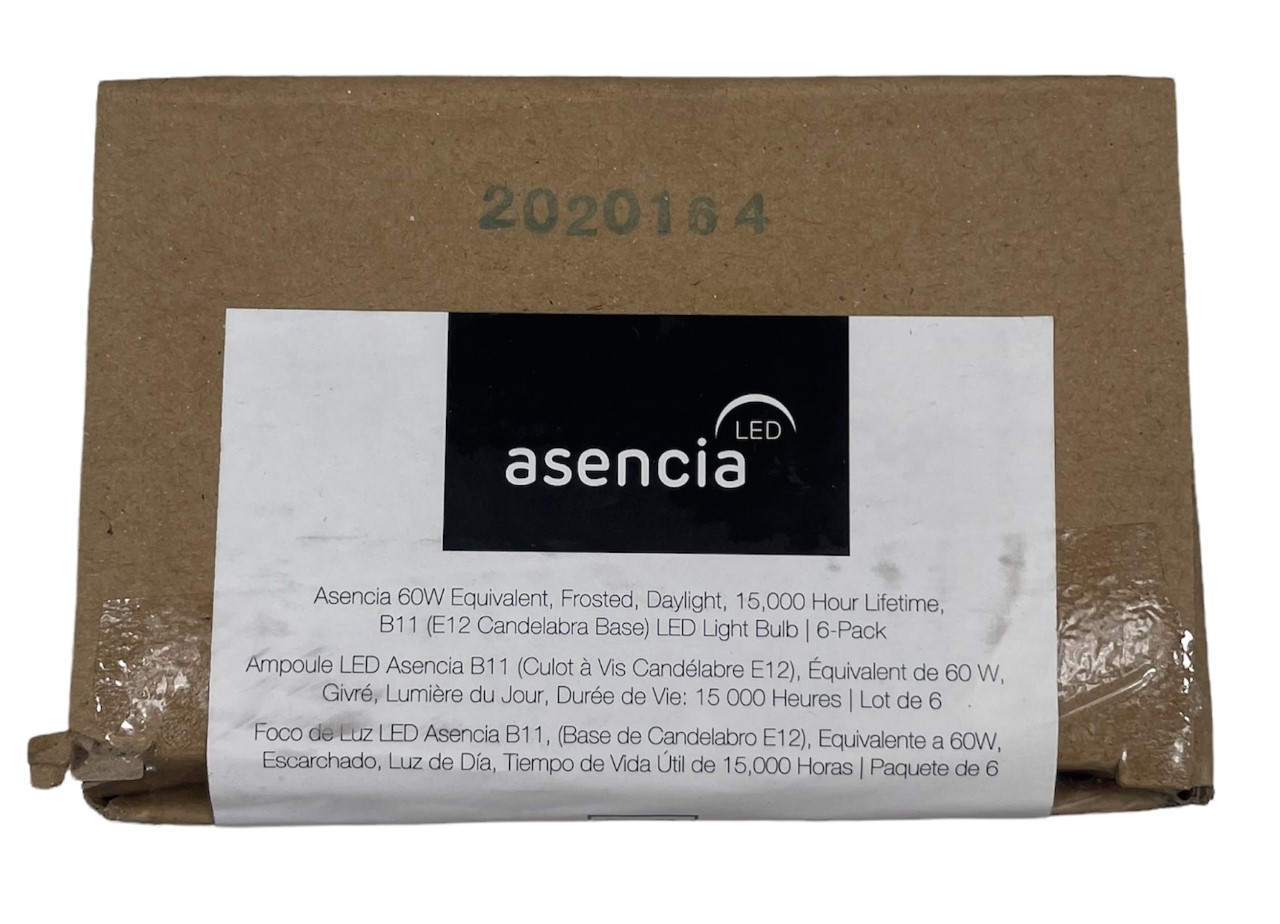 2020164
LED
asencia
Asencia 60W Equivalent, Frosted, Daylight, 15,000 Hour Lifetime,
B11 (E12 Candelabra Base) LED Light Bulb | 6-Pack
Ampoule LED Asencia B11 (Culot à Vis Candélabre E12), Équivalent de 60 W,
Givré, Lumière du Jour, Durée de Vie: 15 000 Heures | Lot de 6
Foco de Luz LED Asencia B11, (Base de Candelabro E12), Equivalente a 60W,
Escarchado, Luz de Día, Tiempo de Vida Útil de 15,000 Horas | Paquete de 6